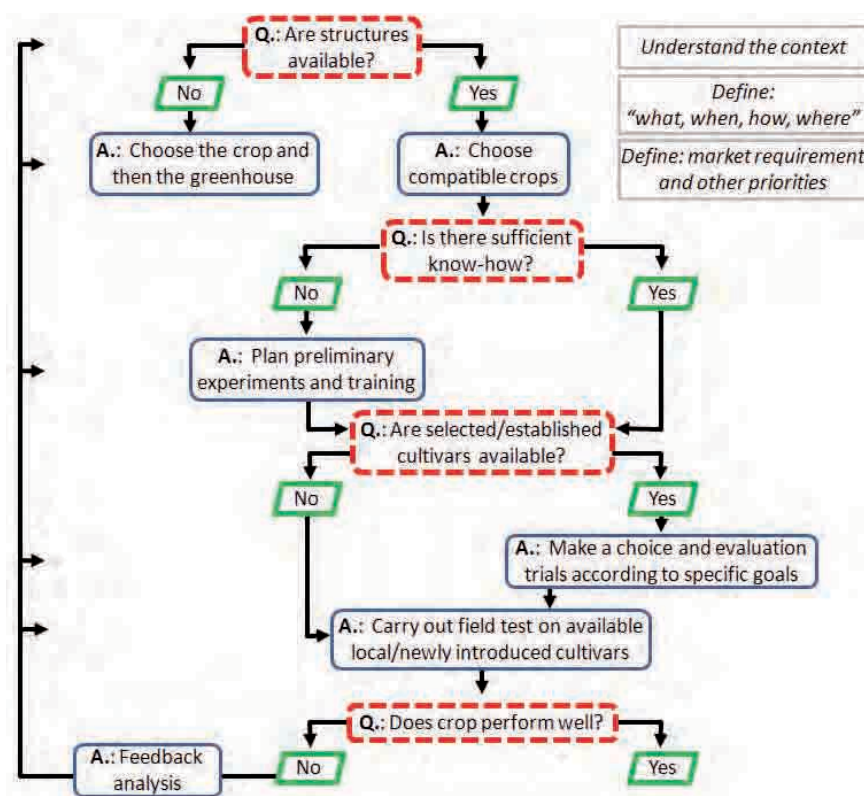 Q.: Are structures
available?
Understand the context
No
Yes
Define:
“what, when, how, where”
A.: Choose the crop and
then the greenhouse
A.: Choose
compatible crops
Define: market requirement
and other priorities
Q.: Is there sufficient
know-how?
No
Yes
A.: Plan preliminary
experiments and training
Q.: Are selected/established
cultivars available?
No
Yes
A.: Make a choice and evaluation
trials according to specific goals
A.: Carry out field test on available
local/newly introduced cultivars
Q.: Does crop perform well?
A.: Feedback
analysis
No
Yes